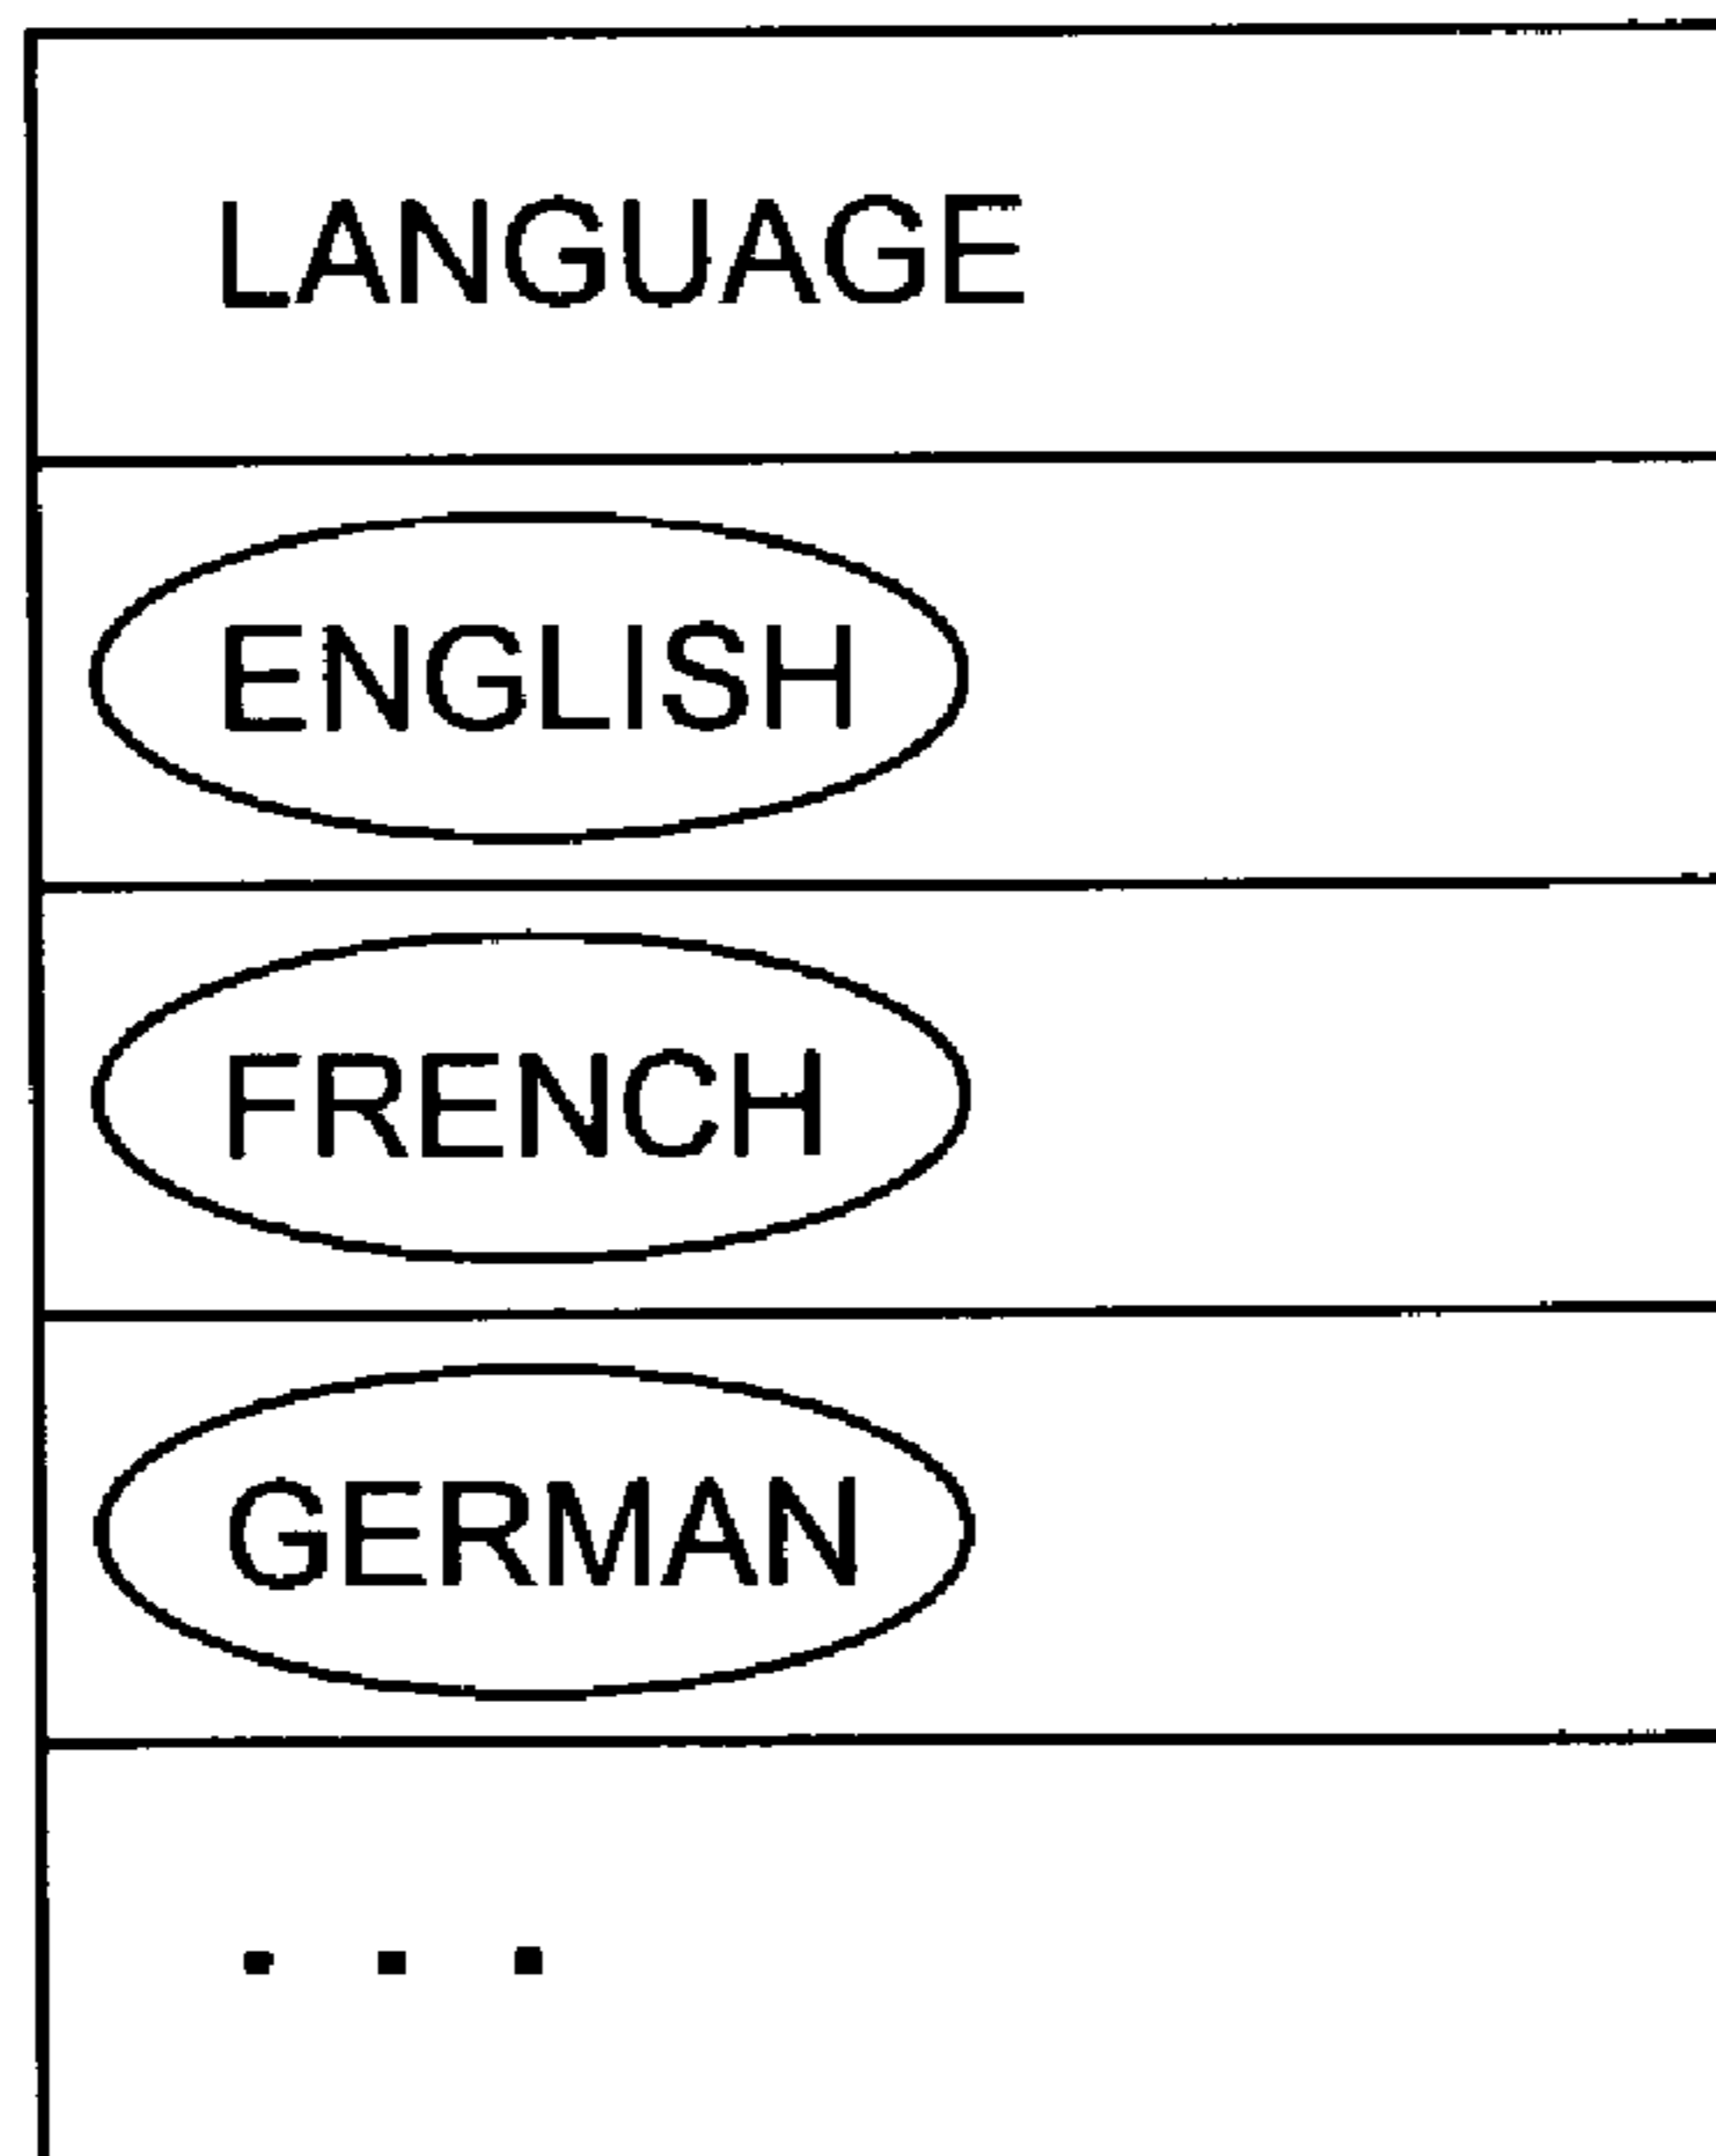 LANGUAGE
ENGLISH
FRENCH
GERMAN
. . .